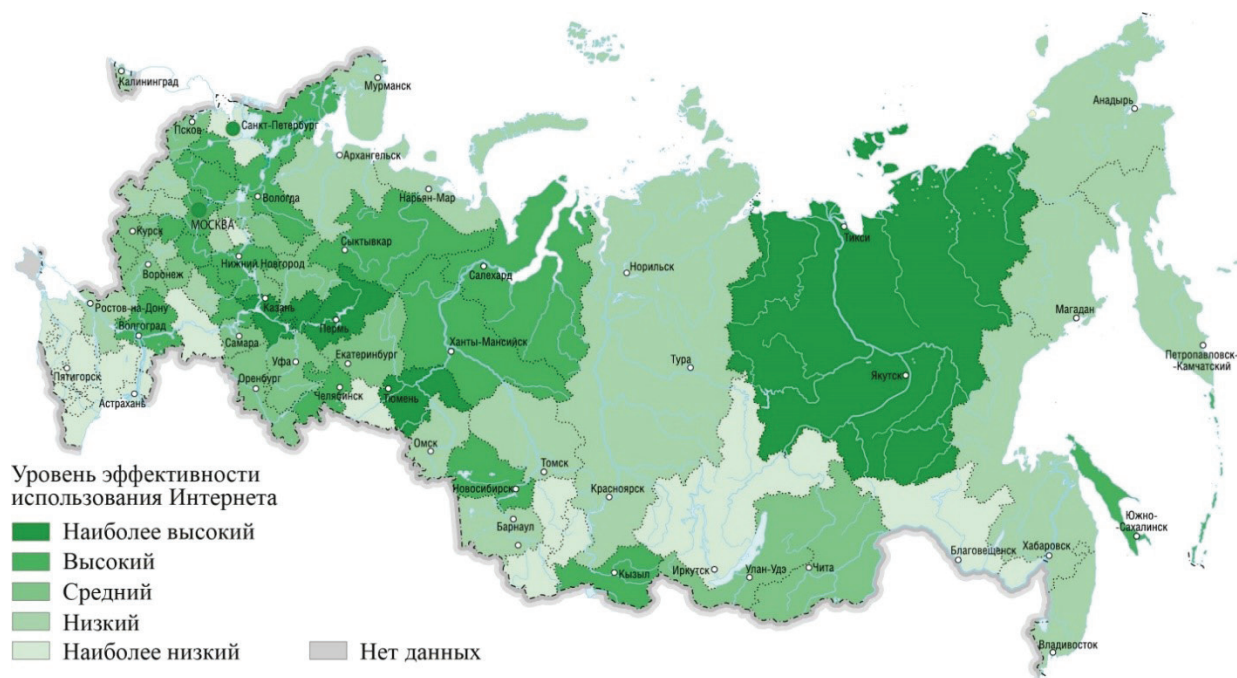 Калининград
Мурманск
Анадырь
Псков
Санкт-Петербург
Архангельск
Нарьян-Мар
Вологда
МОСКВА
Курск
Сыктывкар
Салехард
Норильск
Тикси
Нижний Новгород
Воронеж
Казань
Ростов-на-Дону
Пермь
Волгоград
Самара
Ханты-Мансийск
Магадан
Екатеринбург
Уфа
Тура
Якутск
Петропавловск-
-Камчатский
Пятигорск
Оренбург
Челябинск
Тюмень
Астрахань
Омск
Томск
Новосибирск
Красноярск
Барнаул
Южно-
-Сахалинск
Благовещенск
Хабаровск
Кызыл
Иркутск
Улан-Удэ
Чита
Владивосток
Уровень эффективности
использования Интернета
Наиболее высокий
Высокий
Средний
Низкий
Наиболее низкий
Нет данных